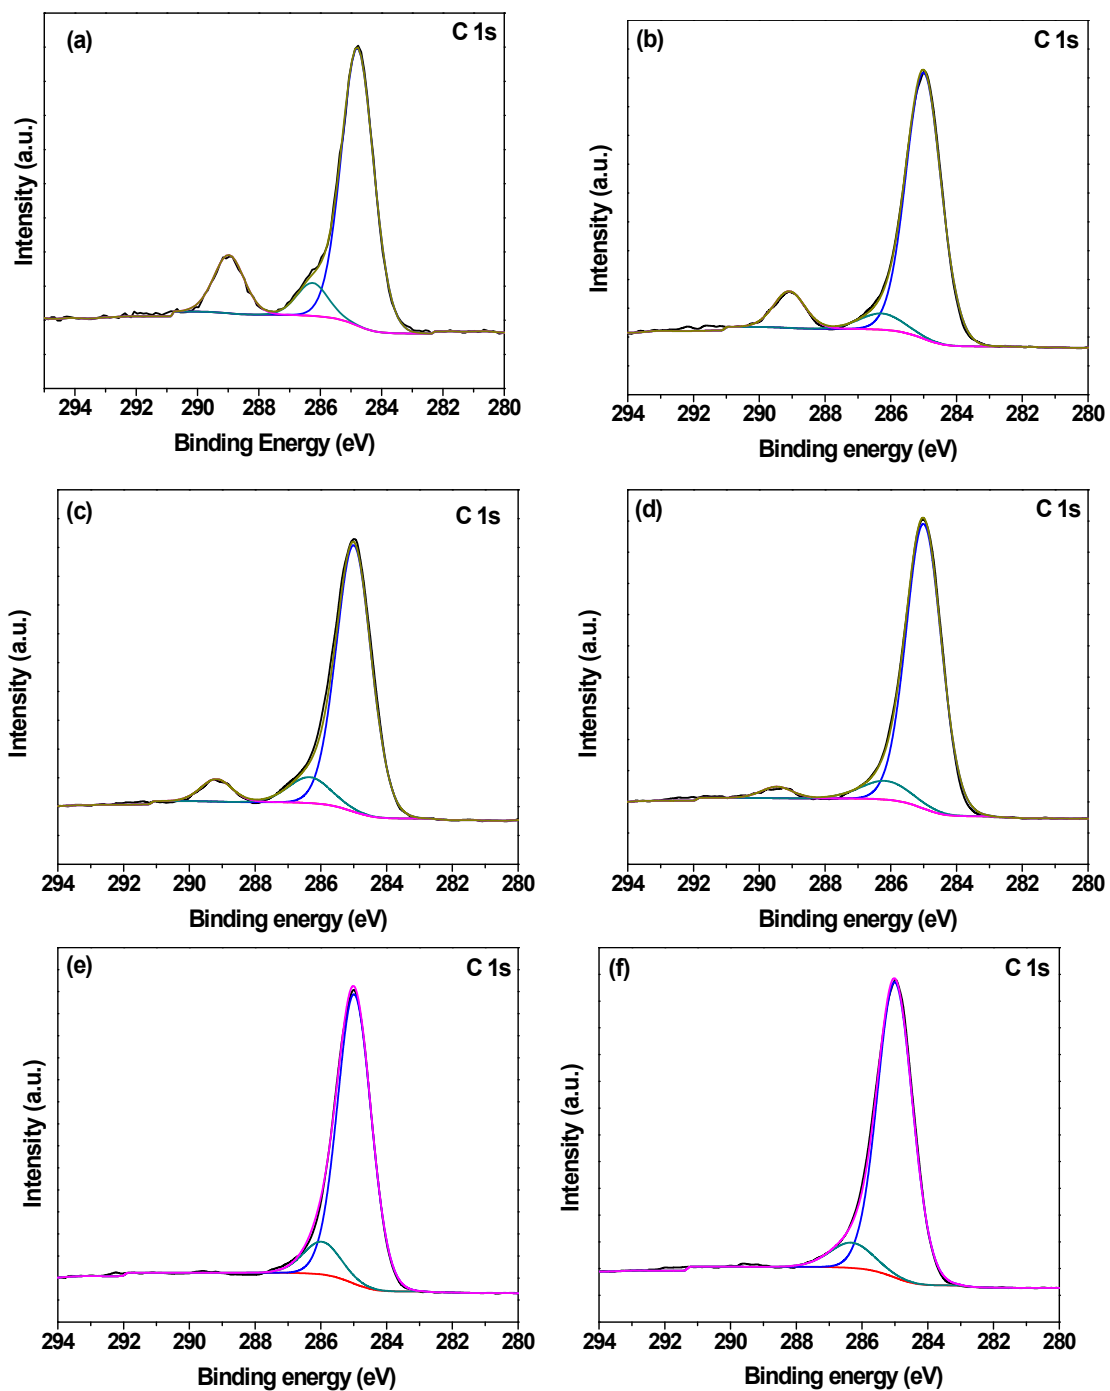 (a)
C 1s
Intensity (a.u.)
294 292 290 288 286 284 282 280
Binding Energy (eV)
(b)
C 1s
Intensity (a.u.)
294 292 290 288 286 284 282 280
Binding energy (eV)
(c)
C 1s
Intensity (a.u.)
294 292 290 288 286 284 282 280
Binding energy (eV)
(d)
C 1s
Intensity (a.u.)
294 292 290 288 286 284 282 280
Binding energy (eV)
(e)
C 1s
Intensity (a.u.)
294 292 290 288 286 284 282 280
Binding energy (eV)
(f)
C 1s
Intensity (a.u.)
294 292 290 288 286 284 282 280
Binding energy (eV)